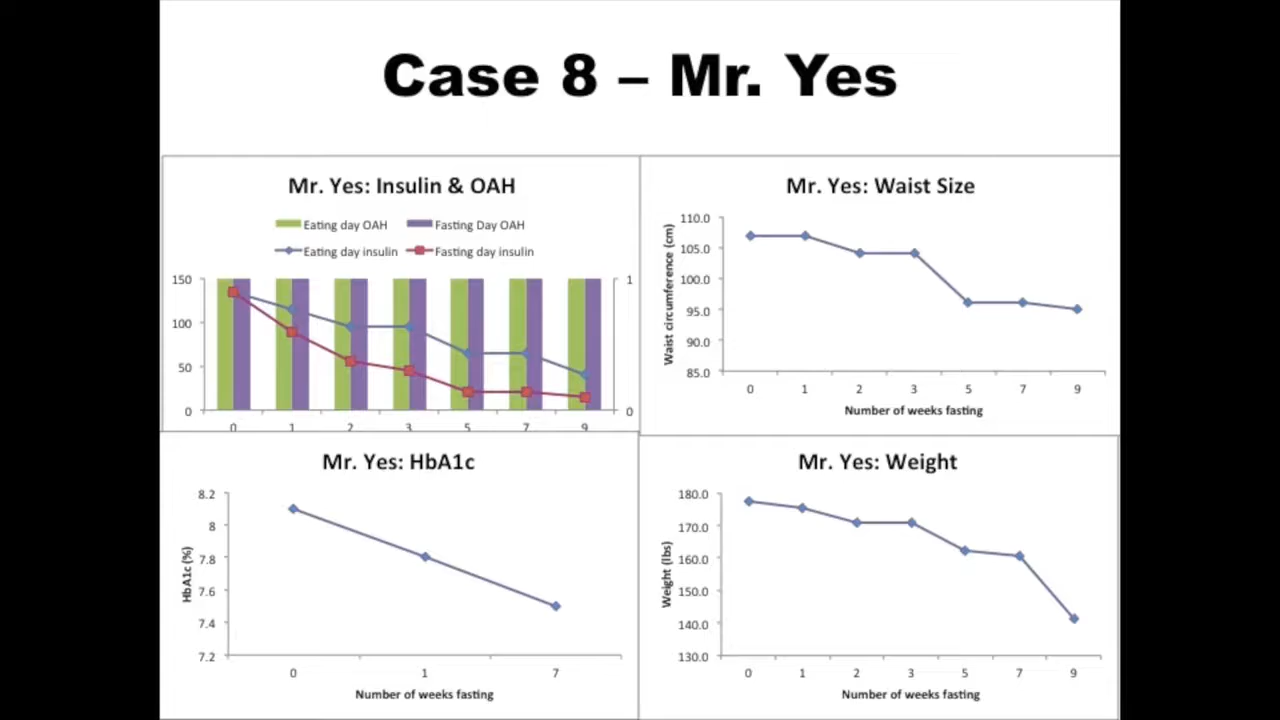 Case 8 – Mr. Yes
Mr. Yes: Insulin & OAH
Eating day OAH Fasting Day OAH
Eating day insulin Fasting day insulin
150
100
50
0
1
0
0 1 2 3 5 7 9
Mr. Yes: Waist Size
Waist circumference (cm)
110.0
105.0
100.0
95.0
90.0
85.0
0 1 2 3 5 7 9
Number of weeks fasting
Mr. Yes: HbA1c
HbA1c (%)
8.2
8
7.8
7.6
7.4
7.2
0 1 7
Number of weeks fasting
Mr. Yes: Weight
Weight (lbs)
180.0
170.0
160.0
150.0
140.0
130.0
0 1 2 3 5 7 9
Number of weeks fasting